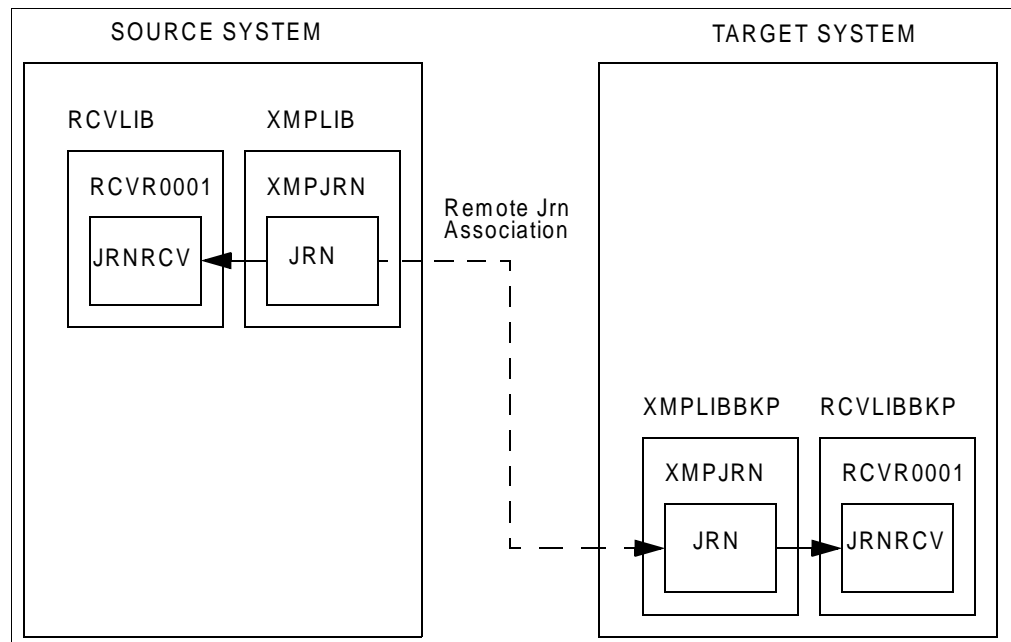 SOURCE SYSTEM
TARGET SYSTEM
RCVLIB
XMPLIB
RCVR0001
XMPJRN
JRNRCV
JRN
Remote Jrn
Association
XMPLIBBKP
RCVLIBBKP
XMPJRN
RCVR0001
JRN
JRNRCV